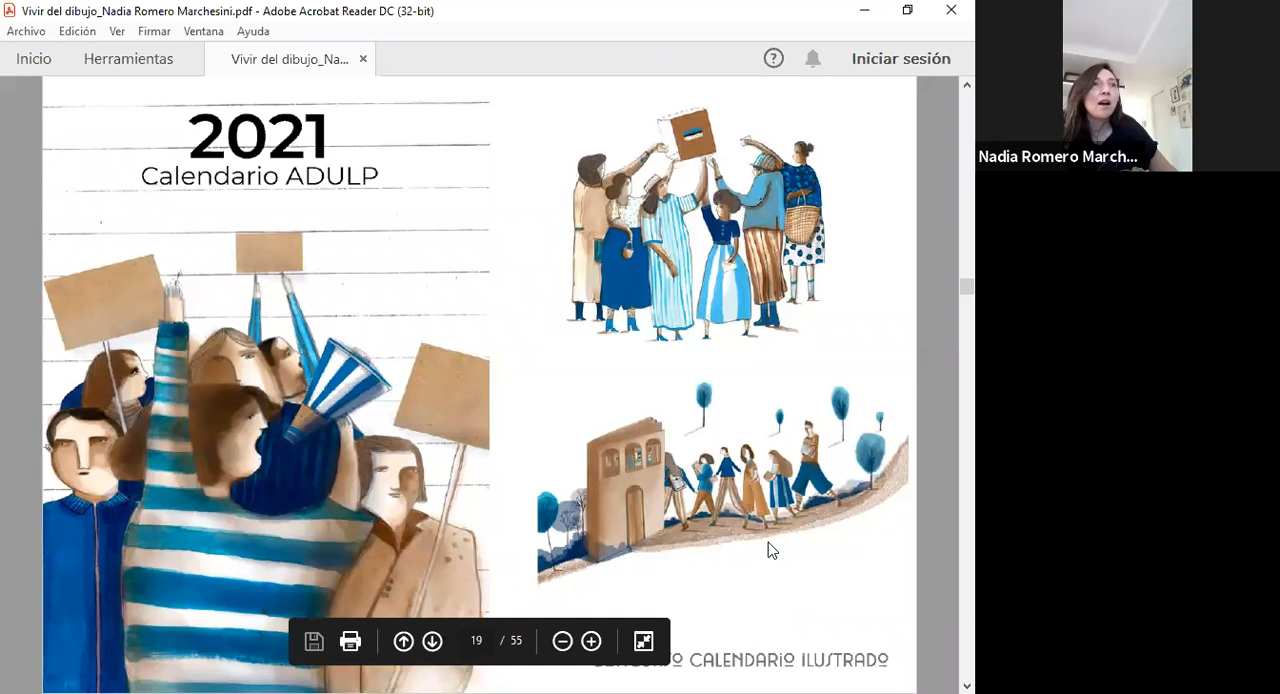 Vivir del dibujo_Nadia Romero Marchesini.pdf - Adobe Acrobat Reader DC (32-bit)
Archivo Edición Ver Firmar Ventana Ayuda
Inicio Herramientas Vivir del dibujo_Na... × ? Iniciar sesión
Nadia Romero March...
2021
Calendario ADULP
19 / 55
CALENDARIO ILUSTRADO